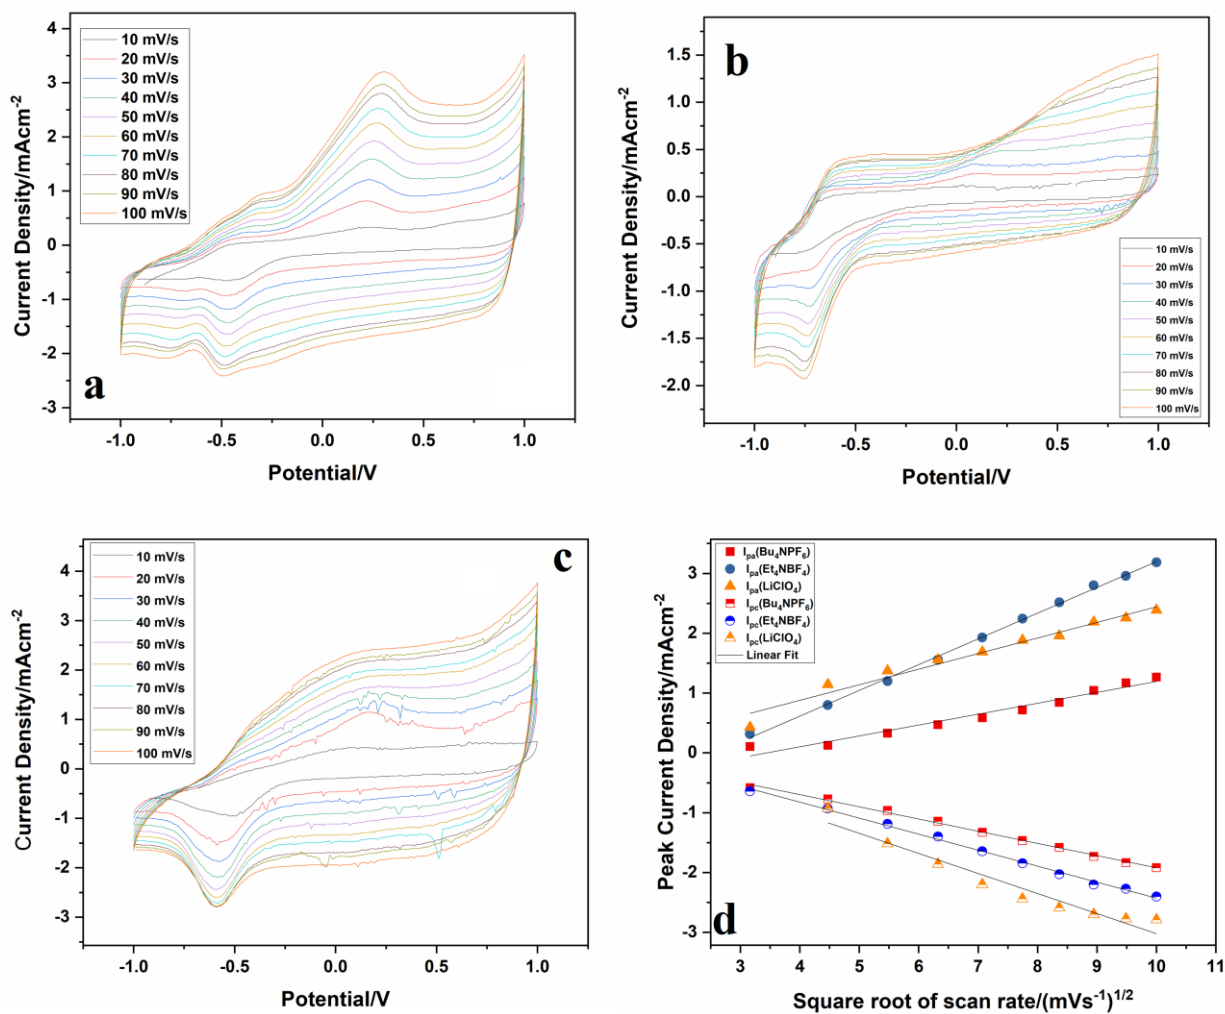 4
3
2
1
0
-1
-2
-3
Current Density/mAcm⁻²
10 mV/s
20 mV/s
30 mV/s
40 mV/s
50 mV/s
60 mV/s
70 mV/s
80 mV/s
90 mV/s
100 mV/s
a
-1.0 -0.5 0.0 0.5 1.0
Potential/V
b
1.5
1.0
0.5
0.0
-0.5
-1.0
-1.5
-2.0
Current Density/mAcm⁻²
10 mV/s
20 mV/s
30 mV/s
40 mV/s
50 mV/s
60 mV/s
70 mV/s
80 mV/s
90 mV/s
100 mV/s
-1.0 -0.5 0.0 0.5 1.0
Potential/V
c
4
3
2
1
0
-1
-2
-3
Current Density/mAcm⁻²
10 mV/s
20 mV/s
30 mV/s
40 mV/s
50 mV/s
60 mV/s
70 mV/s
80 mV/s
90 mV/s
100 mV/s
-1.0 -0.5 0.0 0.5 1.0
Potential/V
3
2
1
0
-1
-2
-3
Peak Current Density/mAcm⁻²
Iₚₐ(Bu₄NPF₆)
Iₚₐ(Et₄NBF₄)
Iₚₐ(LiClO₄)
I_pc(Bu₄NPF₆)
I_pc(Et₄NBF₄)
I_pc(LiClO₄)
Linear Fit
d
3 4 5 6 7 8 9 10 11
Square root of scan rate/(mVs⁻¹)¹/²